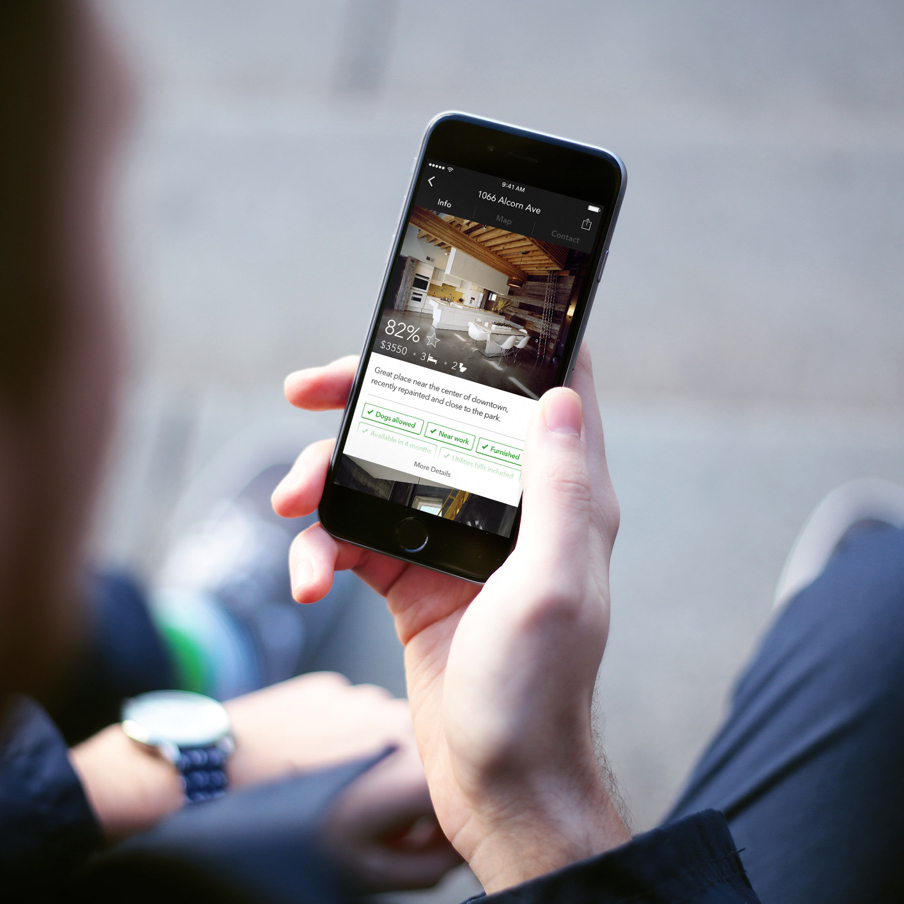 9:41 AM
1066 Alcorn Ave
Info
Map
Contact
82%
$3550 • 3 • 2
Great place near the center of downtown,
recently repainted and close to the park.
✓ Dogs allowed ✓ Near work ✓ Furnished
✓ Available in 4 months ✓ Utilities bills included
More Details